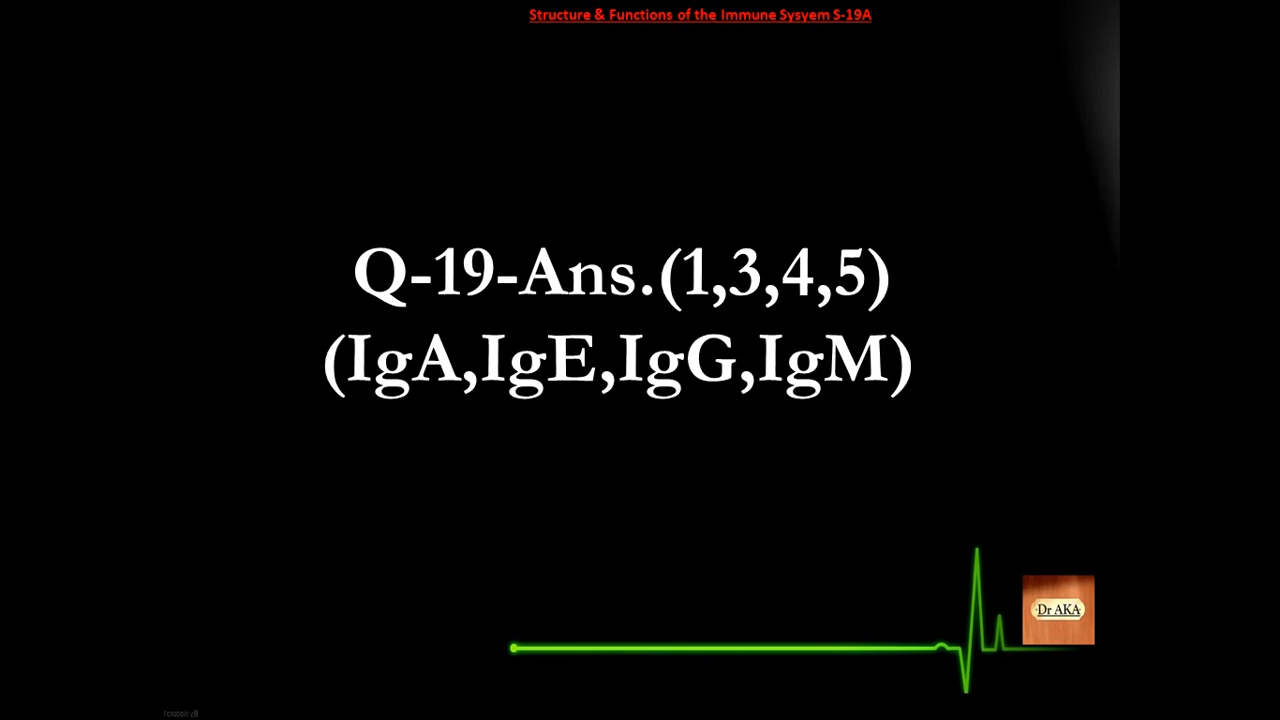 Structure & Functions of the Immune Sysyem S-19A
Q-19-Ans.(1,3,4,5)
(IgA,IgE,IgG,IgM)
Dr AKA